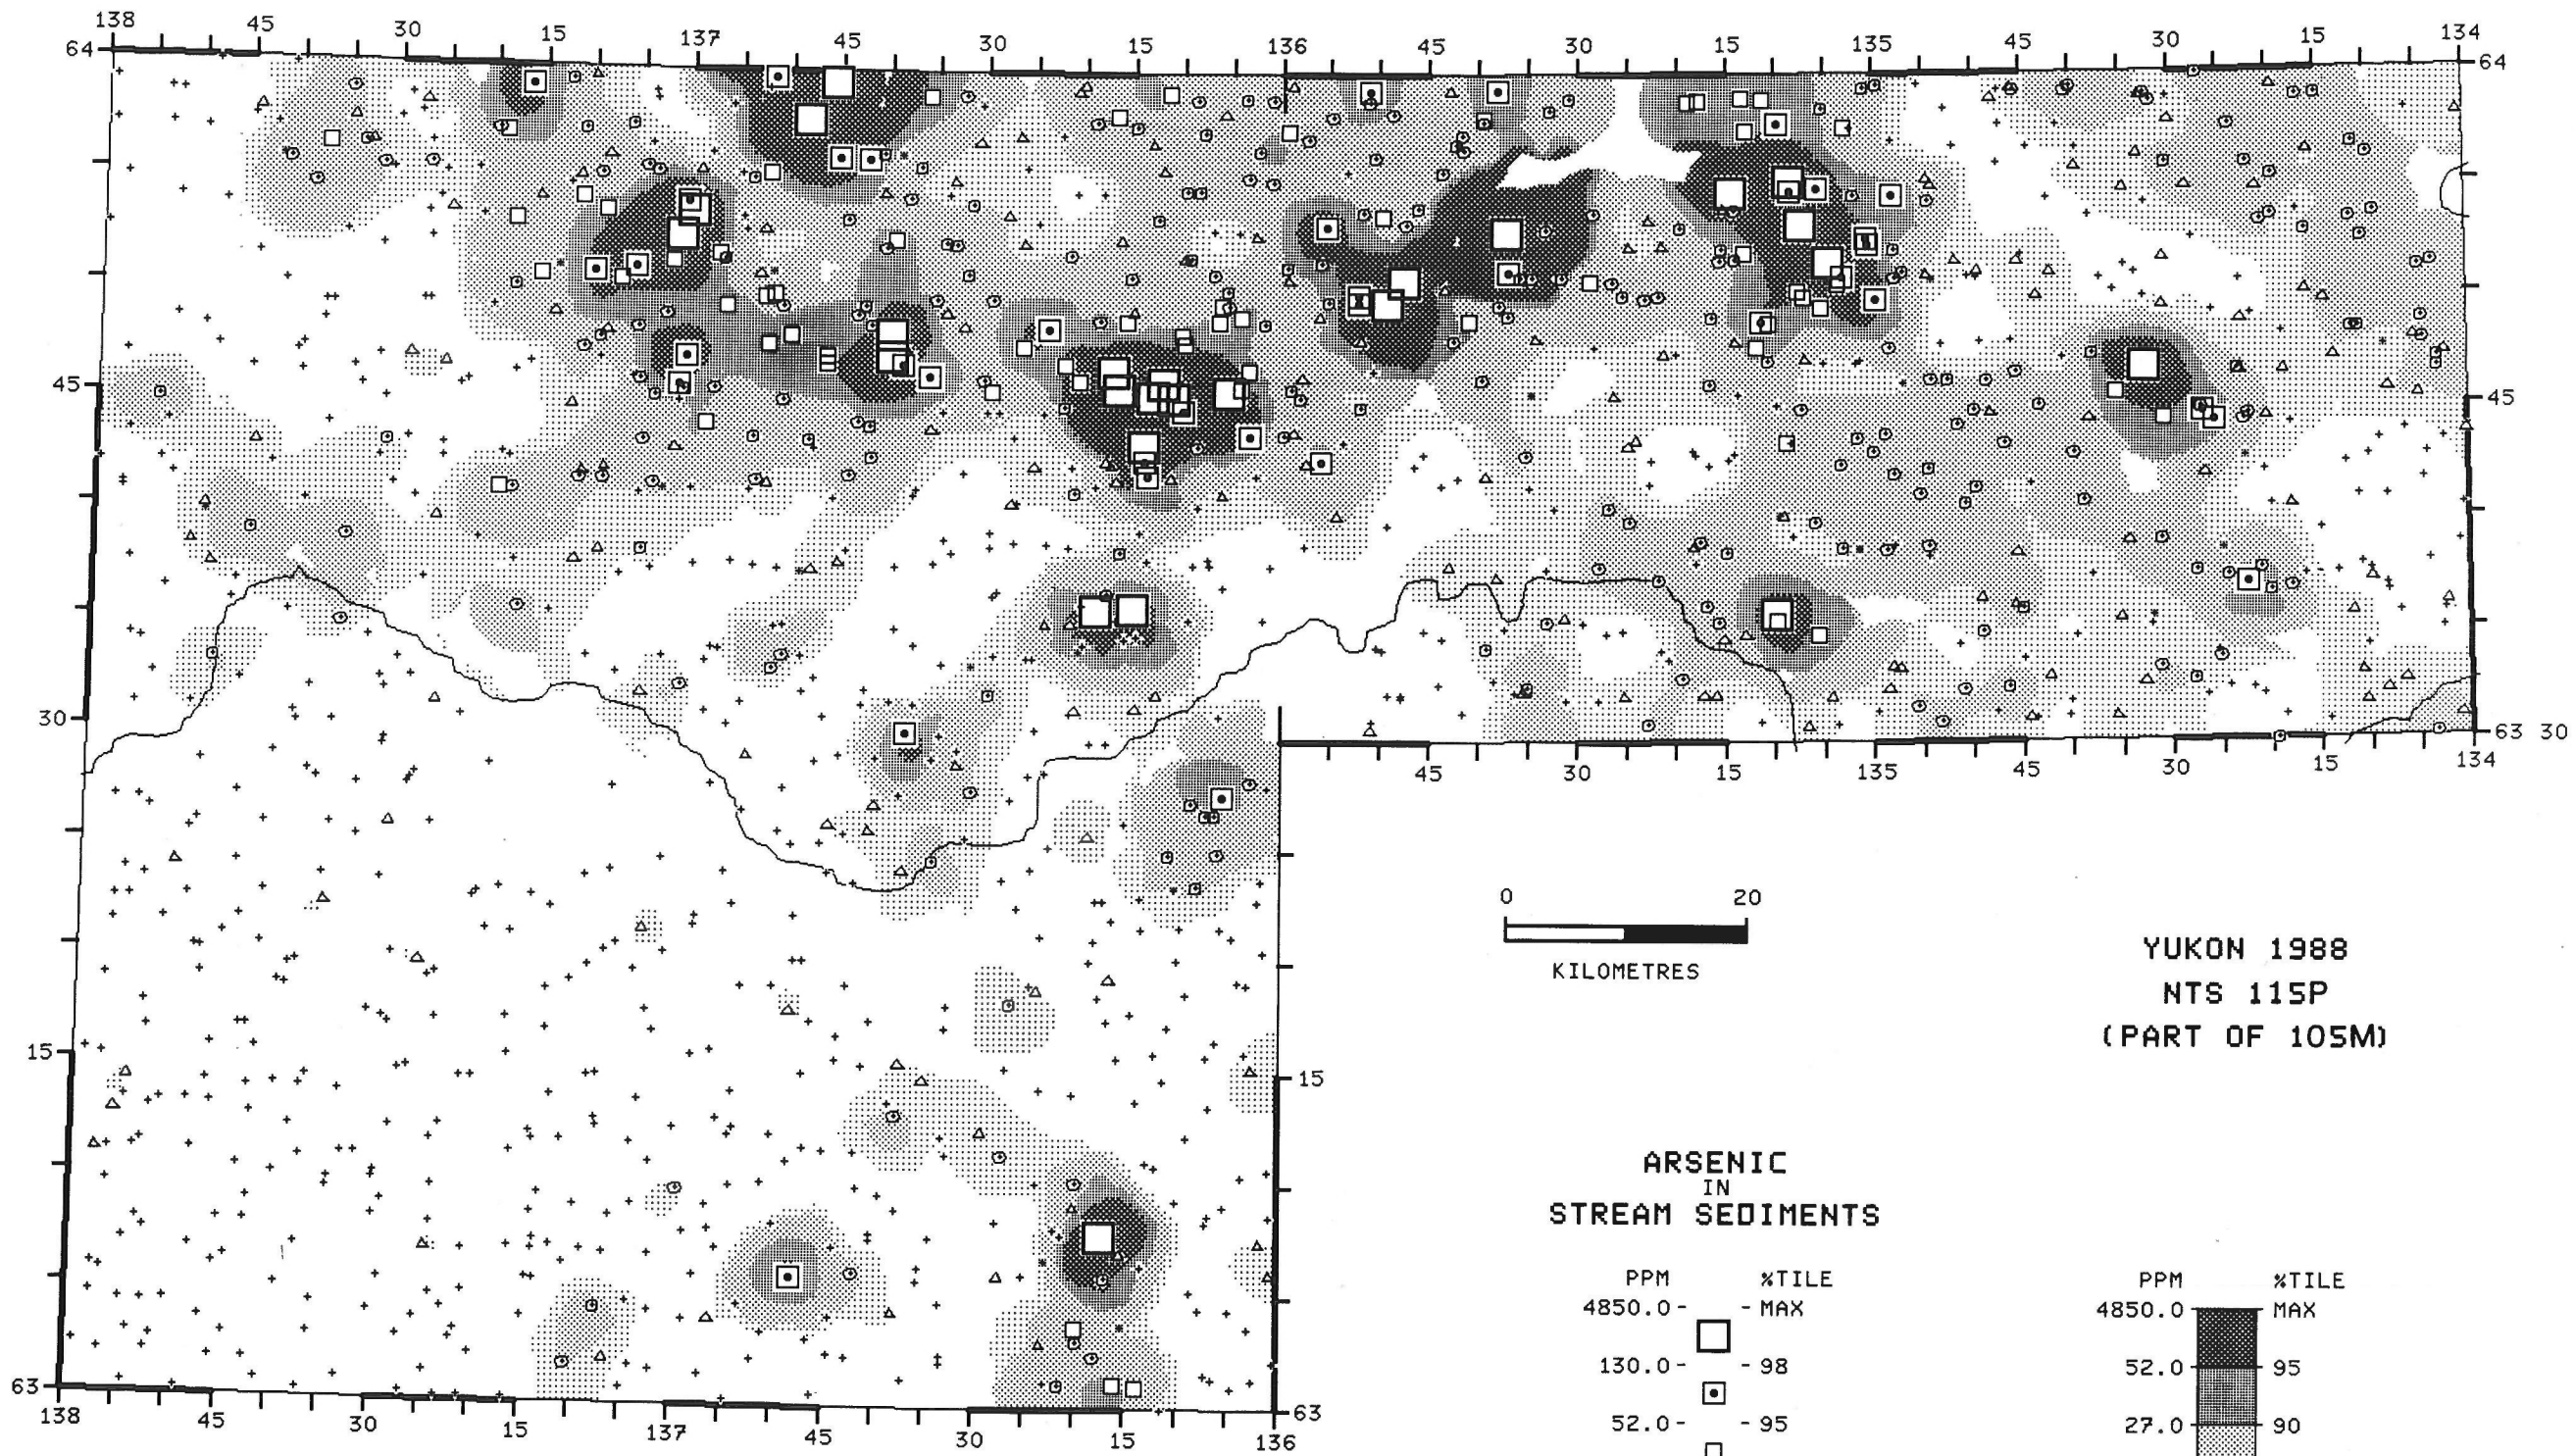 138 45 30 15 137 45 30 15 136 45 30 15 135 45 30 15 134
64 64
45 45
30 63 30
45 30 15 135 45 30 15 134
0 20
KILOMETRES
YUKON 1988
NTS 115P
(PART OF 105M)
15 15
ARSENIC
IN
STREAM SEDIMENTS
PPM %TILE PPM %TILE
4850.0- - MAX 4850.0 MAX
130.0- - 98 52.0 95
52.0- - 95 27.0 90
63 63
138 45 30 15 137 45 30 15 136